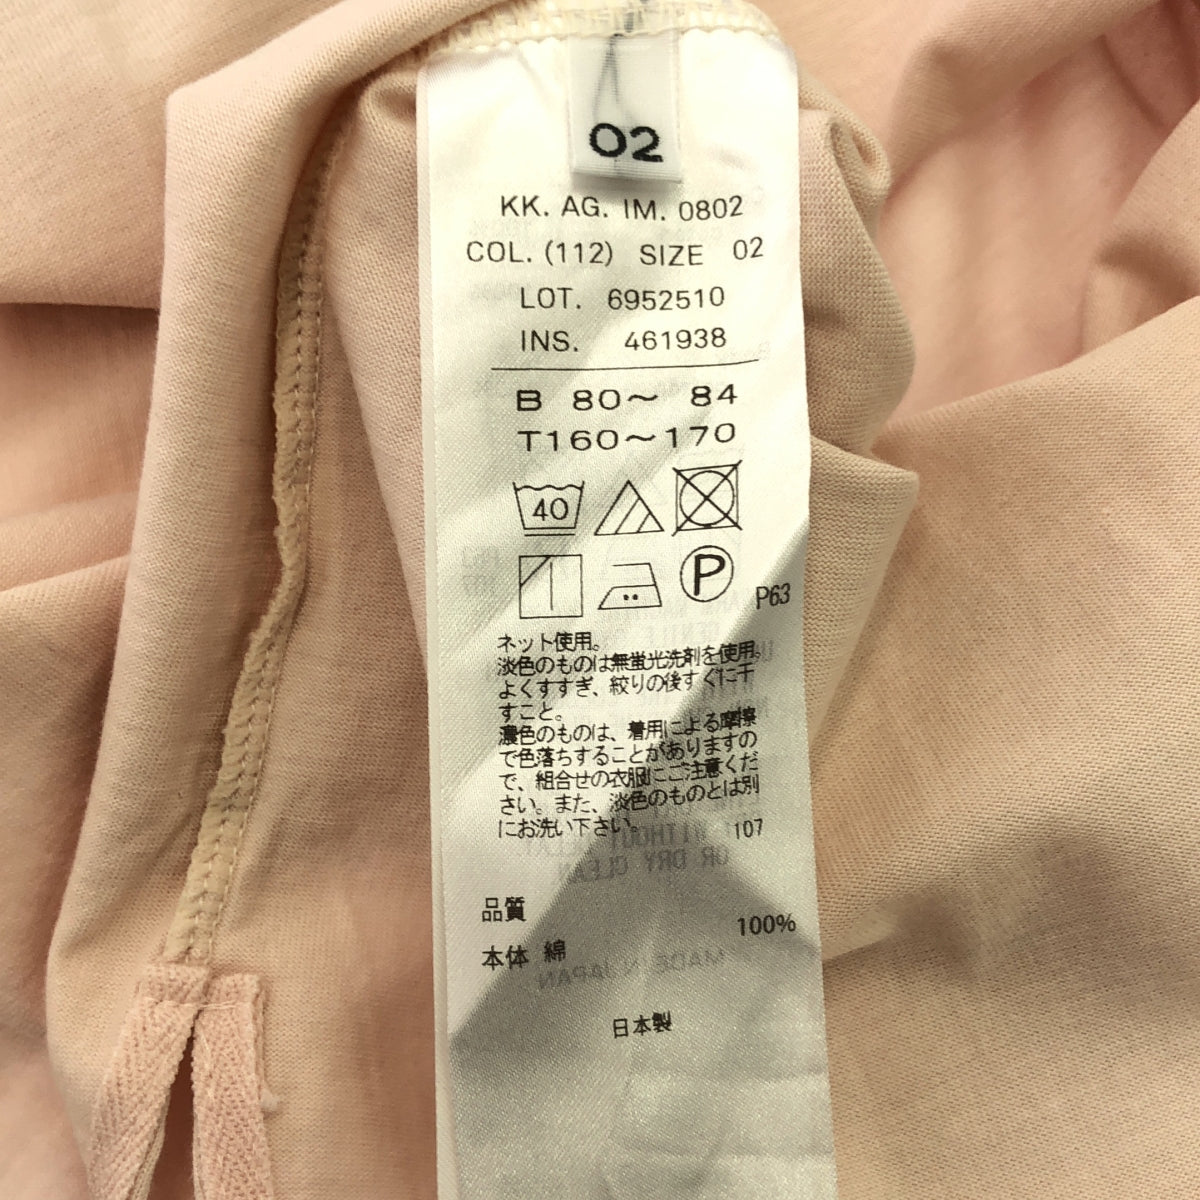 02
KK. AG. IM. 0802
COL. (112) SIZE 02
LOT. 6952510
INS. 461938
B 80～ 84
T160～170
40
P
P63
ネット使用。
淡色のものは無蛍光洗剤を使用。
よくすすぎ、絞りの後すぐに干
すこと。
濃色のものは、着用による摩擦
で色落ちすることがありますの
で、組合せの衣服にご注意くだ
さい。また、淡色のものとは別
にお洗い下さい。
107
品質
本体 綿 100%
日本製
MADE IN JAPAN